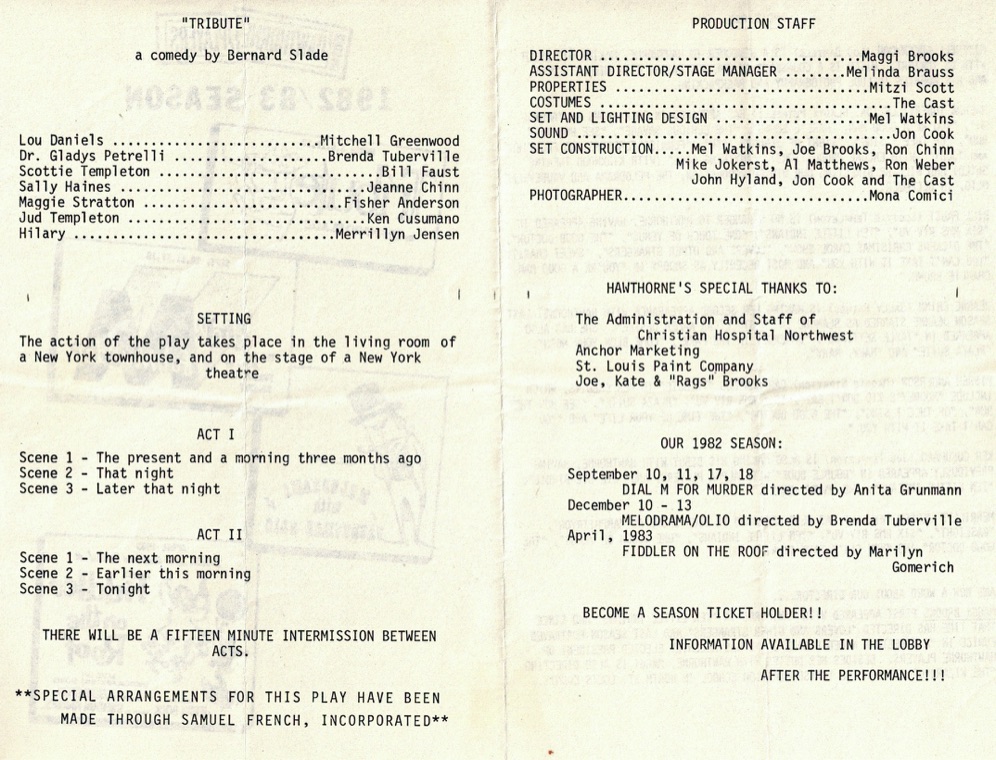 "TRIBUTE"
a comedy by Bernard Slade
Lou Daniels ...........................Mitchell Greenwood
Dr. Gladys Petrelli ....................Brenda Tuberville
Scottie Templeton .............................Bill Faust
Sally Haines ................................Jeanne Chinn
Maggie Stratton ..........................Fisher Anderson
Jud Templeton ...............................Ken Cusumano
Hilary ..................................Merrillyn Jensen
SETTING
The action of the play takes place in the living room of
a New York townhouse, and on the stage of a New York
theatre
ACT I
Scene 1 - The present and a morning three months ago
Scene 2 - That night
Scene 3 - Later that night
ACT II
Scene 1 - The next morning
Scene 2 - Earlier this morning
Scene 3 - Tonight
THERE WILL BE A FIFTEEN MINUTE INTERMISSION BETWEEN
ACTS.
**SPECIAL ARRANGEMENTS FOR THIS PLAY HAVE BEEN
MADE THROUGH SAMUEL FRENCH, INCORPORATED**
PRODUCTION STAFF
DIRECTOR ..................................Maggi Brooks
ASSISTANT DIRECTOR/STAGE MANAGER ........Melinda Brauss
PROPERTIES .................................Mitzi Scott
COSTUMES ......................................The Cast
SET AND LIGHTING DESIGN ....................Mel Watkins
SOUND .........................................Jon Cook
SET CONSTRUCTION.....Mel Watkins, Joe Brooks, Ron Chinn
Mike Jokerst, Al Matthews, Ron Weber
John Hyland, Jon Cook and The Cast
PHOTOGRAPHER................................Mona Comici
HAWTHORNE'S SPECIAL THANKS TO:
The Administration and Staff of
Christian Hospital Northwest
Anchor Marketing
St. Louis Paint Company
Joe, Kate & "Rags" Brooks
OUR 1982 SEASON:
September 10, 11, 17, 18
DIAL M FOR MURDER directed by Anita Grunmann
December 10 - 13
MELODRAMA/OLIO directed by Brenda Tuberville
April, 1983
FIDDLER ON THE ROOF directed by Marilyn
Gomerich
BECOME A SEASON TICKET HOLDER!!
INFORMATION AVAILABLE IN THE LOBBY
AFTER THE PERFORMANCE!!!